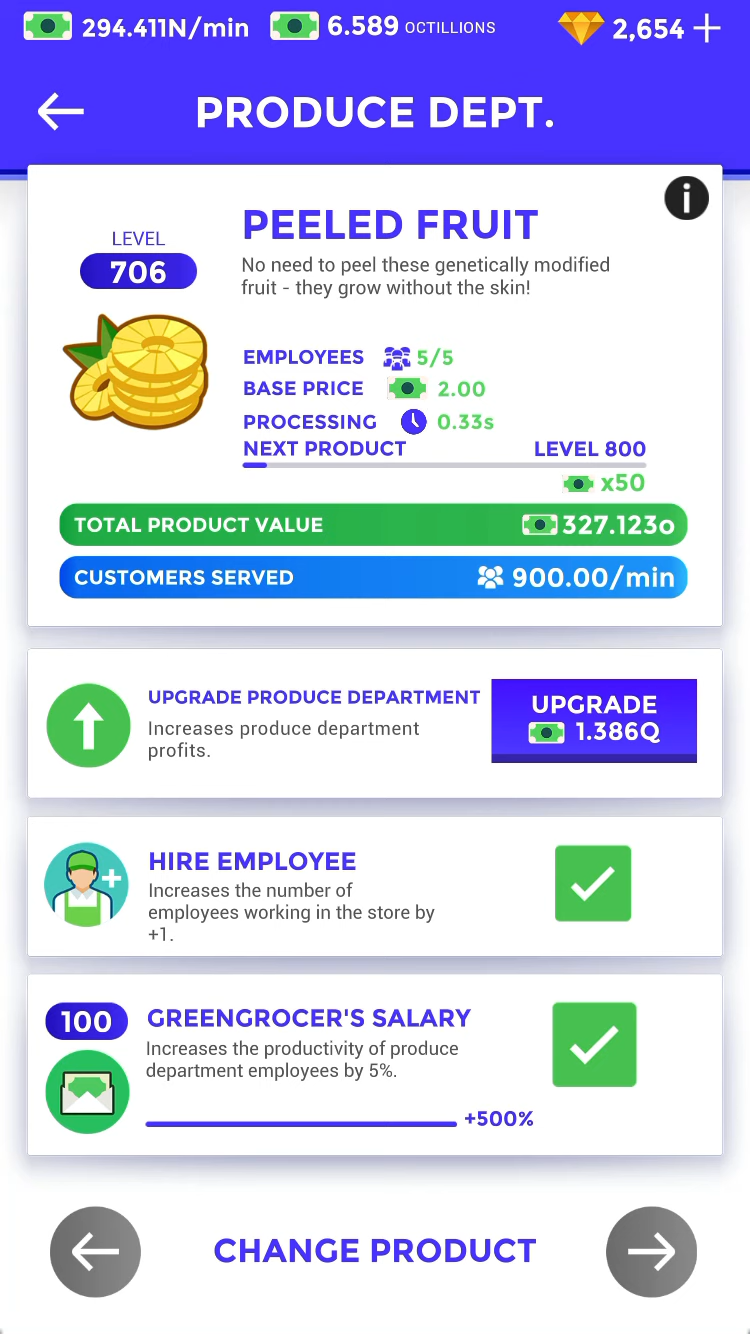 294.411N/min 6.589 OCTILLIONS 2,654 +
PRODUCE DEPT.
PEELED FRUIT
LEVEL
706
No need to peel these genetically modified
fruit - they grow without the skin!
EMPLOYEES 5/5
BASE PRICE 2.00
PROCESSING 0.33s
NEXT PRODUCT LEVEL 800
x50
TOTAL PRODUCT VALUE 327.123o
CUSTOMERS SERVED 900.00/min
UPGRADE PRODUCE DEPARTMENT
Increases produce department
profits.
UPGRADE
1.386Q
HIRE EMPLOYEE
Increases the number of
employees working in the store by
+1.
100
GREENGROCER'S SALARY
Increases the productivity of produce
department employees by 5%.
+500%
CHANGE PRODUCT